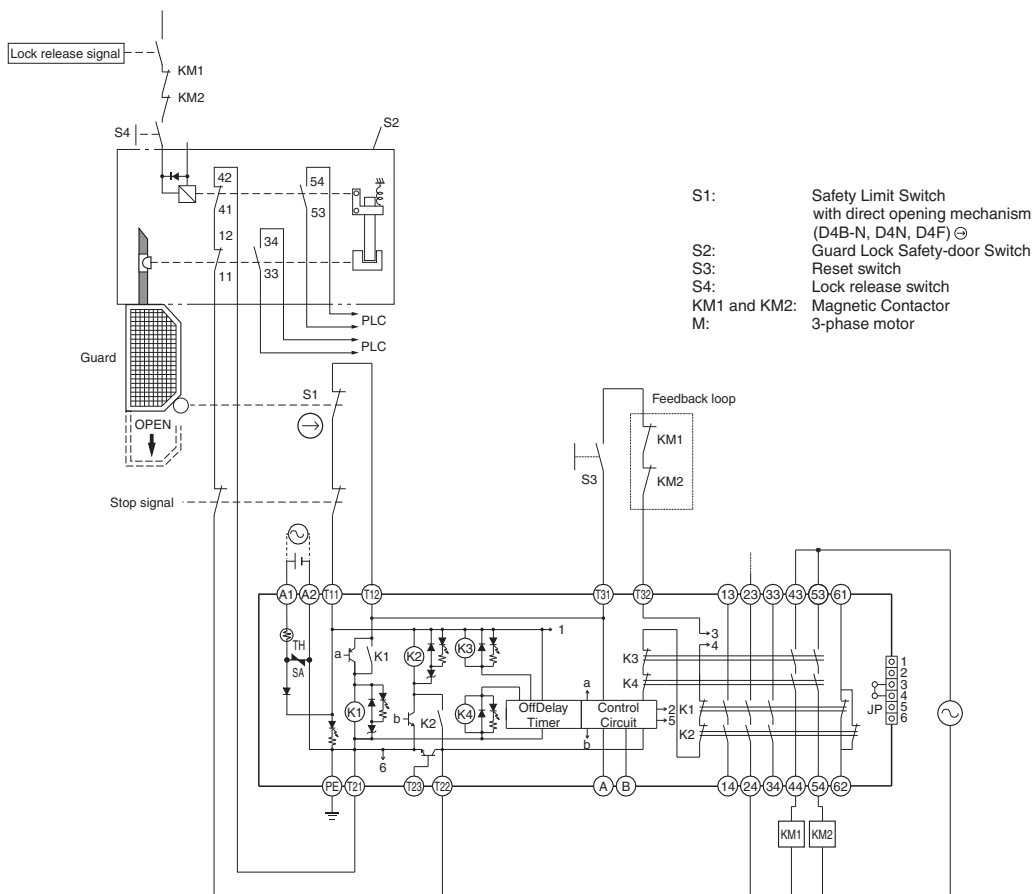 Lock release signal
KM1
KM2
S4
S2
42
54
41
53
12
34
11
33
PLC
PLC
Guard
OPEN
S1
Stop signal
S1: Safety Limit Switch
with direct opening mechanism
(D4B-N, D4N, D4F)
S2: Guard Lock Safety-door Switch
S3: Reset switch
S4: Lock release switch
KM1 and KM2: Magnetic Contactor
M: 3-phase motor
Feedback loop
KM1
KM2
S3
A1 A2 T11 T12 T31 T32 13 23 33 43 53 61
1
3
4
TH
SA
a
K1
K2
K3
K3
K4
a
K1
b
K2
K4
OffDelay
Timer
Control
Circuit
2
5
K1
K2
b
6
1
2
3
4
5
6
JP
PE T21 T23 T22 A B 14 24 34 44 54 62
KM1 KM2